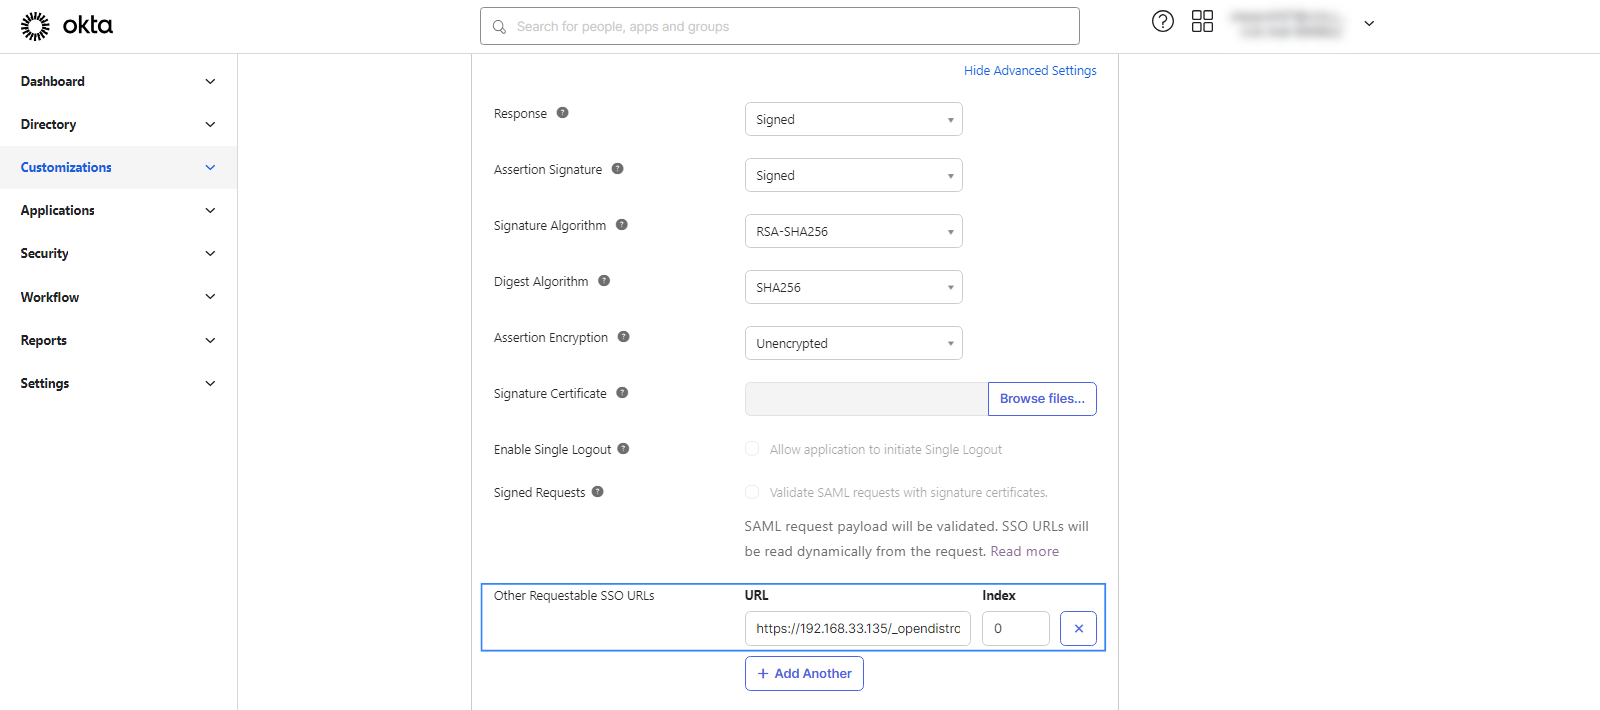 okta
Search for people, apps and groups
Dashboard
Directory
Customizations
Applications
Security
Workflow
Reports
Settings
Hide Advanced Settings
Response
Signed
Assertion Signature
Signed
Signature Algorithm
RSA-SHA256
Digest Algorithm
SHA256
Assertion Encryption
Unencrypted
Signature Certificate
Browse files...
Enable Single Logout
Allow application to initiate Single Logout
Signed Requests
Validate SAML requests with signature certificates.
SAML request payload will be validated. SSO URLs will
be read dynamically from the request. Read more
Other Requestable SSO URLs
URL
Index
https://192.168.33.135/_opendistro
0
+ Add Another